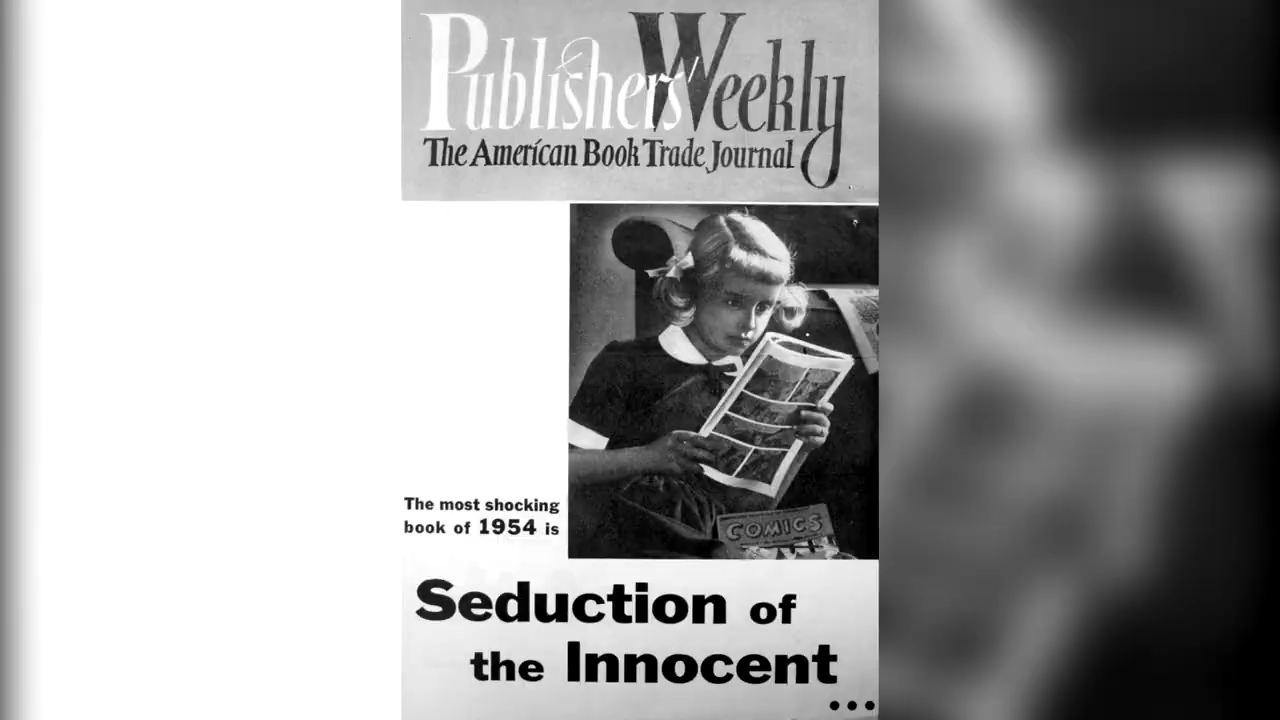 Publishers' Weekly
The American Book Trade Journal
COMICS
The most shocking
book of 1954 is
Seduction of
the Innocent
...